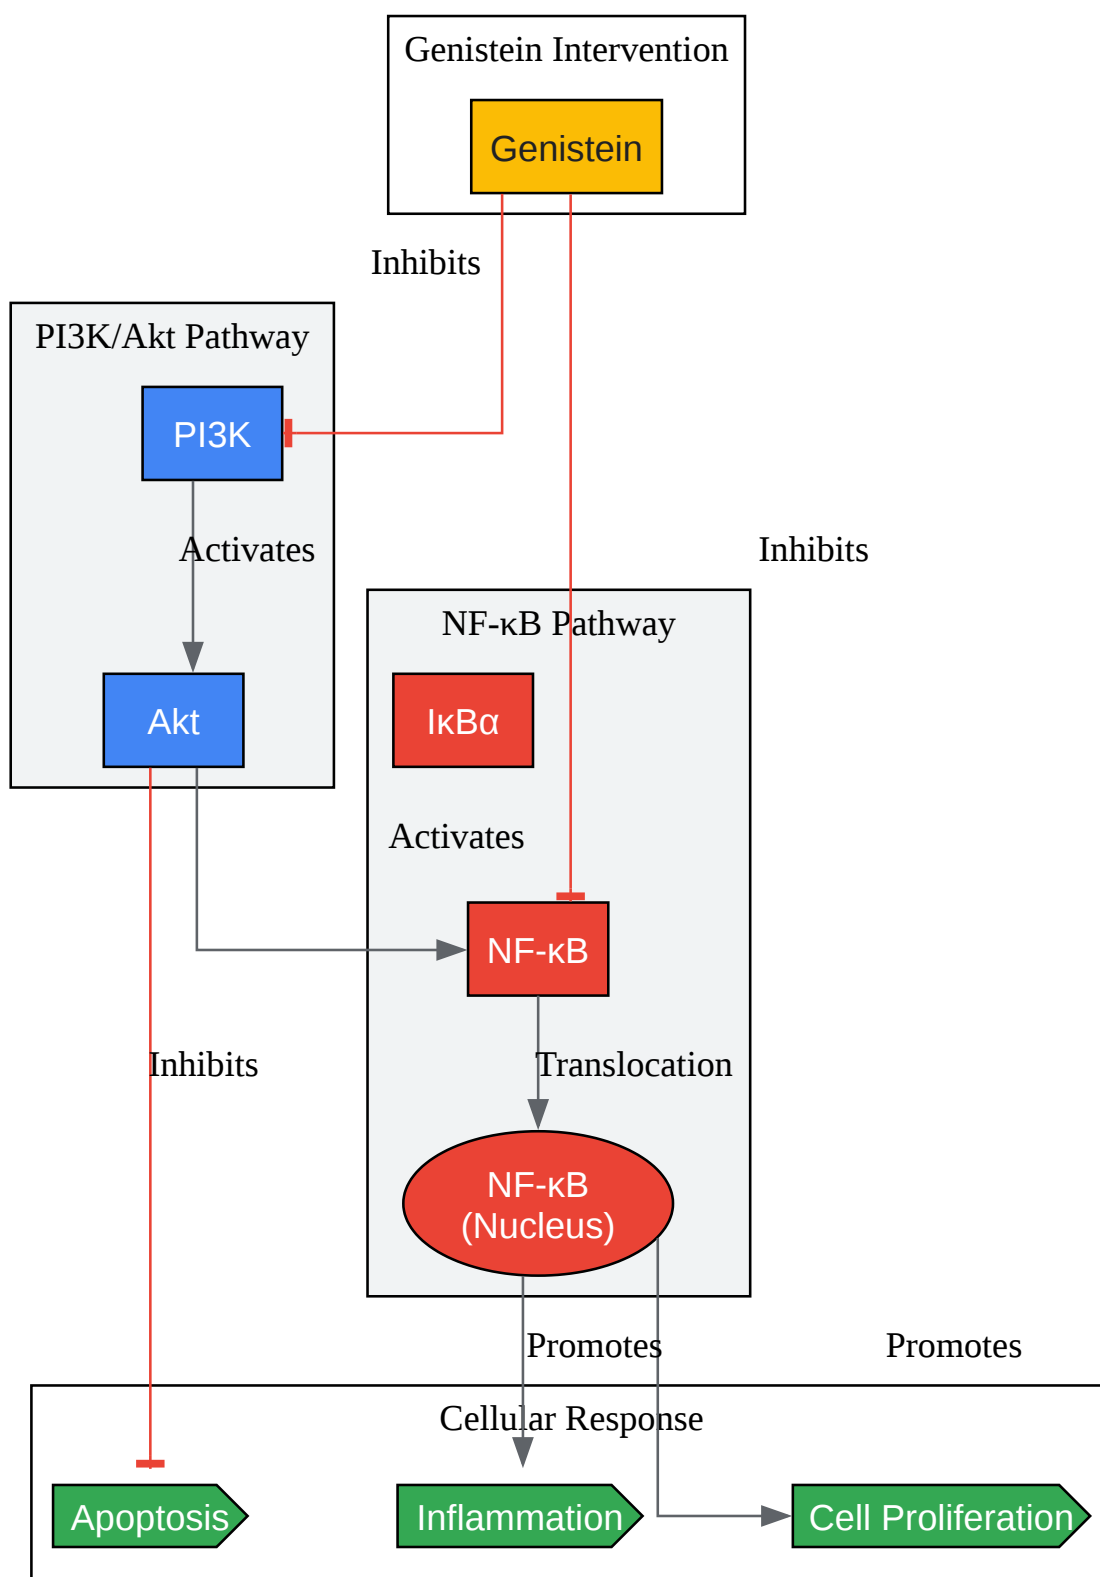 Genistein Intervention
Genistein
Inhibits
PI3K/Akt Pathway
PI3K
Activates
Inhibits
NF-κB Pathway
Akt
IκBα
Activates
NF-κB
Inhibits
Translocation
NF-κB
(Nucleus)
Promotes
Promotes
Cellular Response
Apoptosis
Inflammation
Cell Proliferation